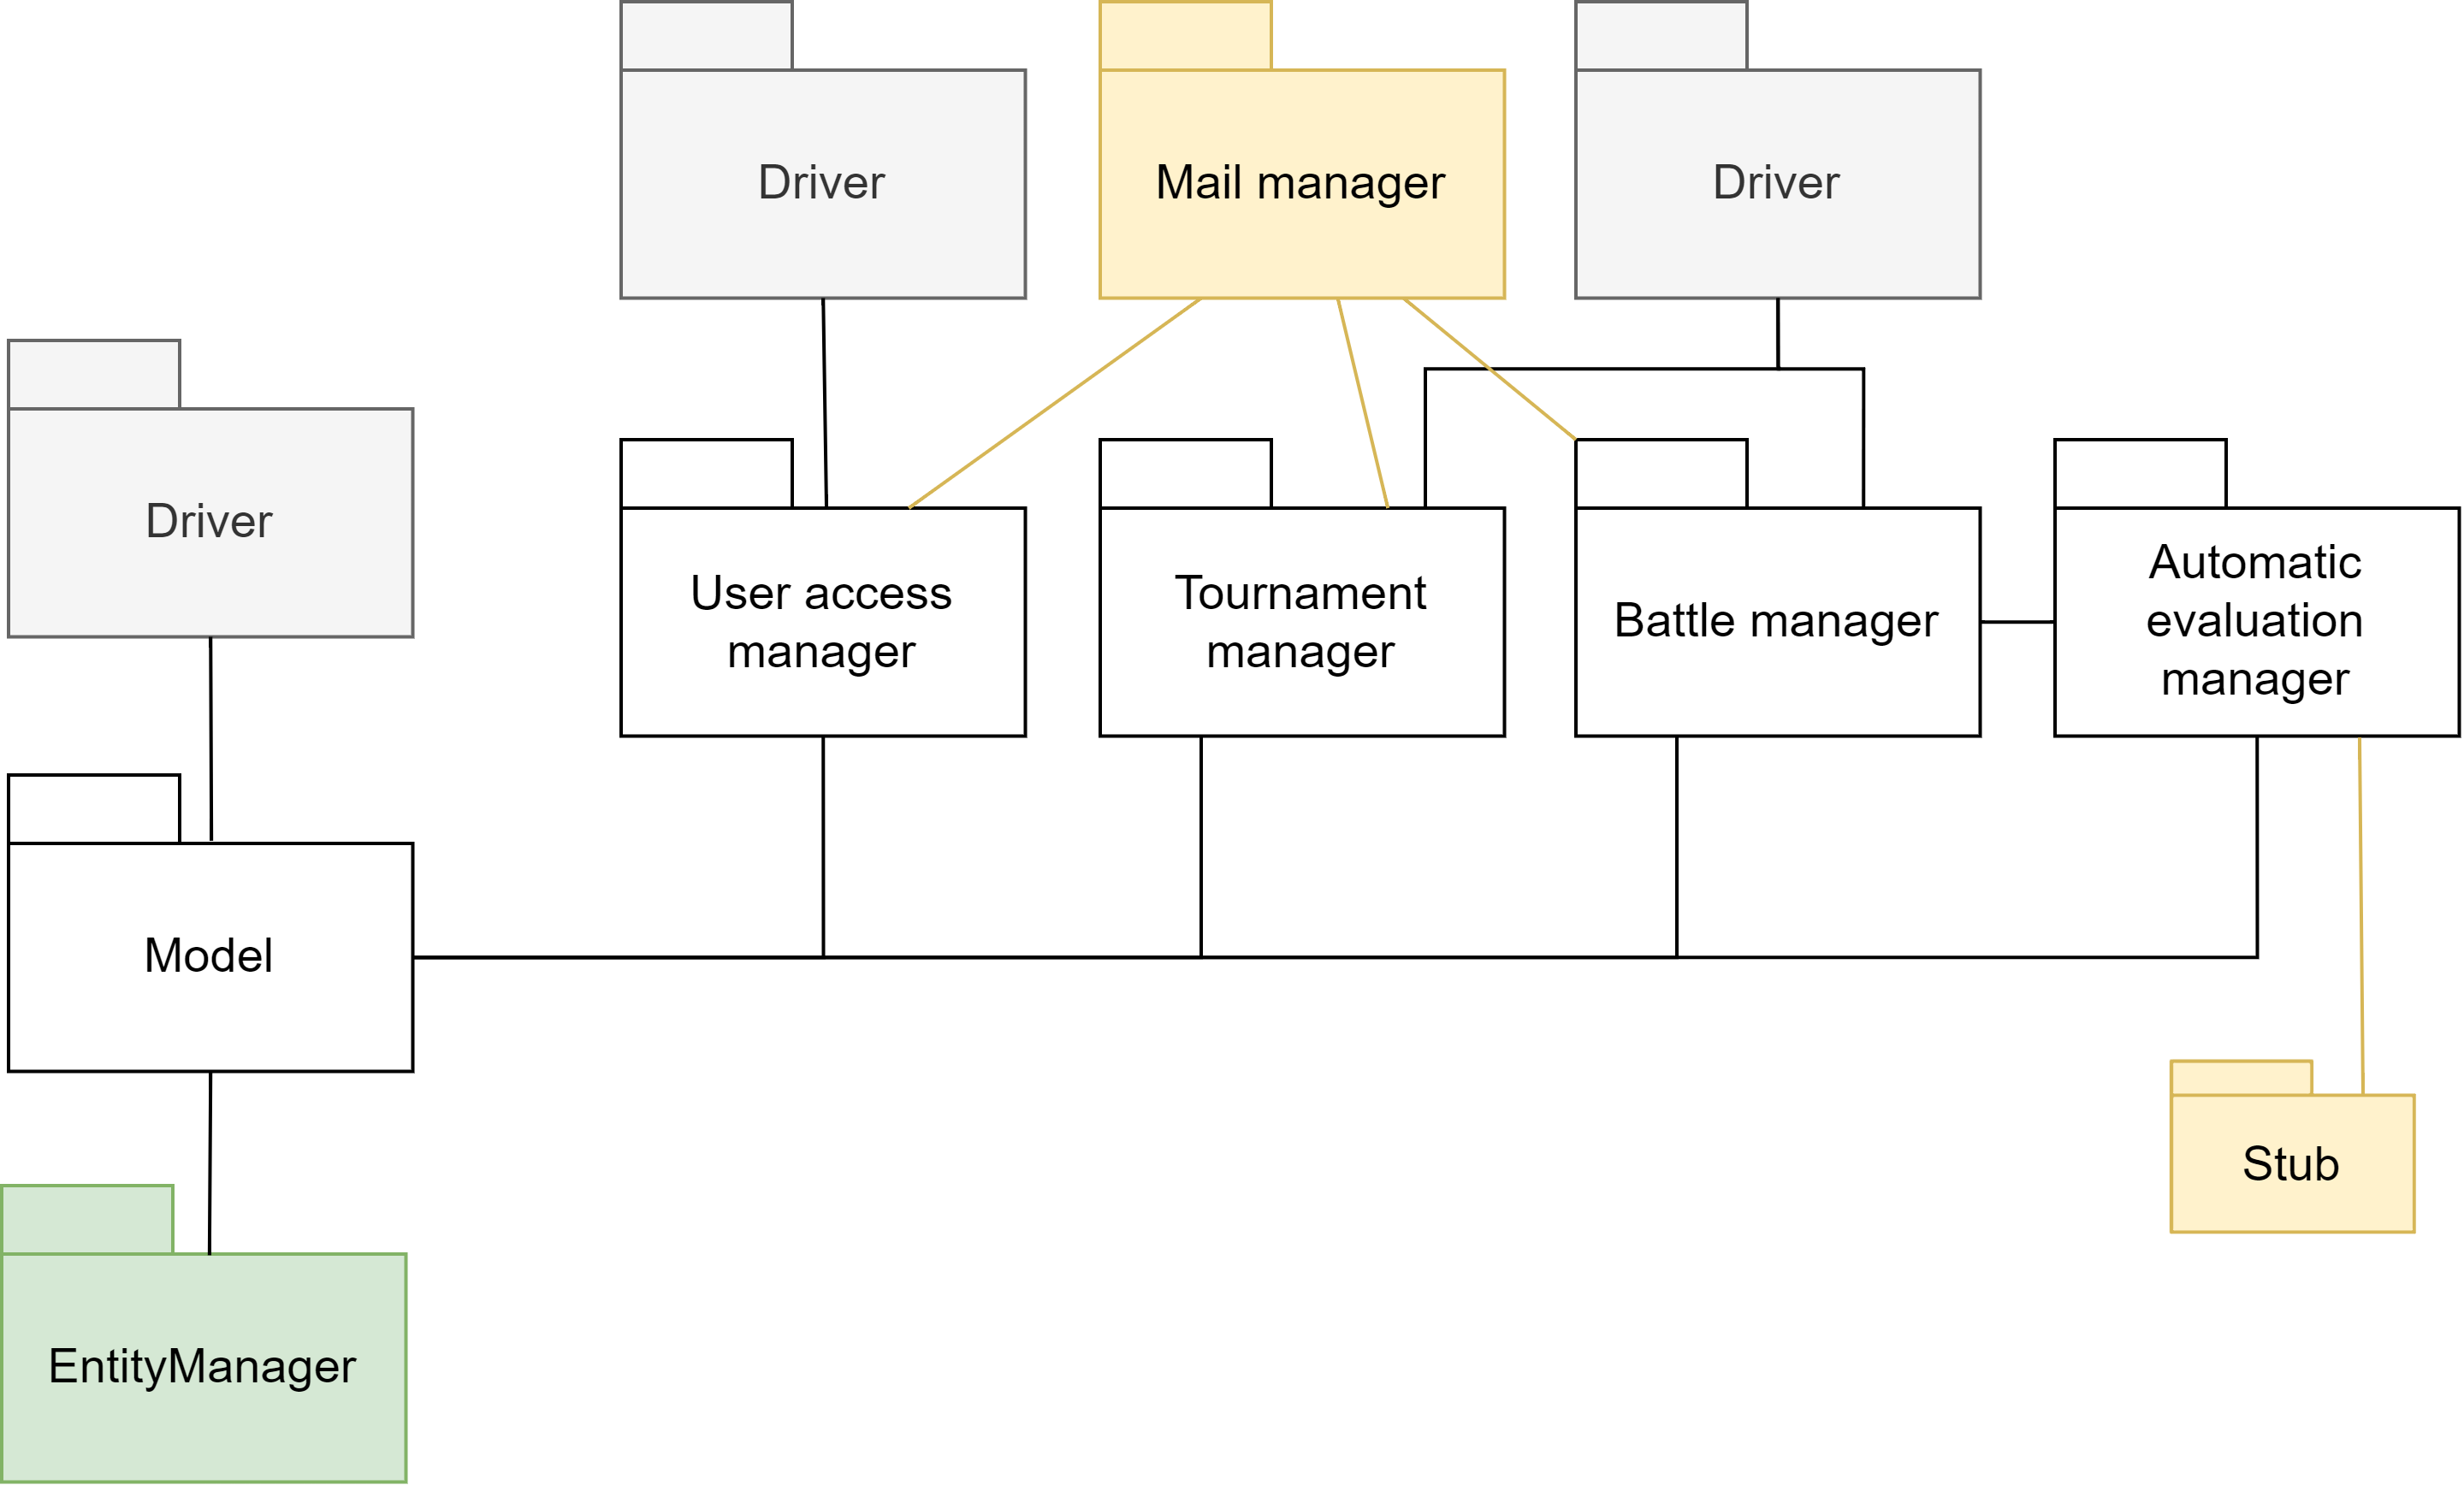 Driver
Mail manager
Driver
Driver
User access
manager
Tournament
manager
Battle manager
Automatic
evaluation
manager
Model
Stub
EntityManager